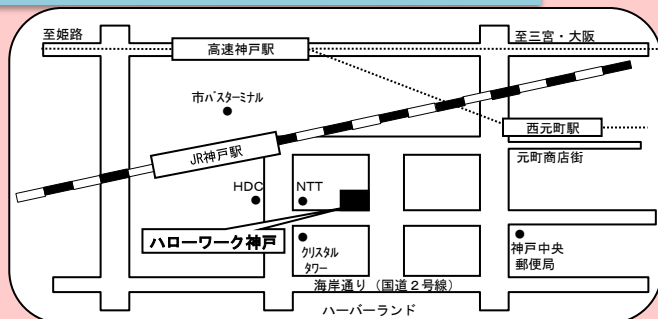 至姫路
高速神戸駅
至三宮・大阪
市バスターミナル
西元町駅
JR神戸駅
元町商店街
HDC
NTT
ハローワーク神戸
クリスタル
タワー
神戸中央
郵便局
海岸通り（国道２号線）
ハーバーランド